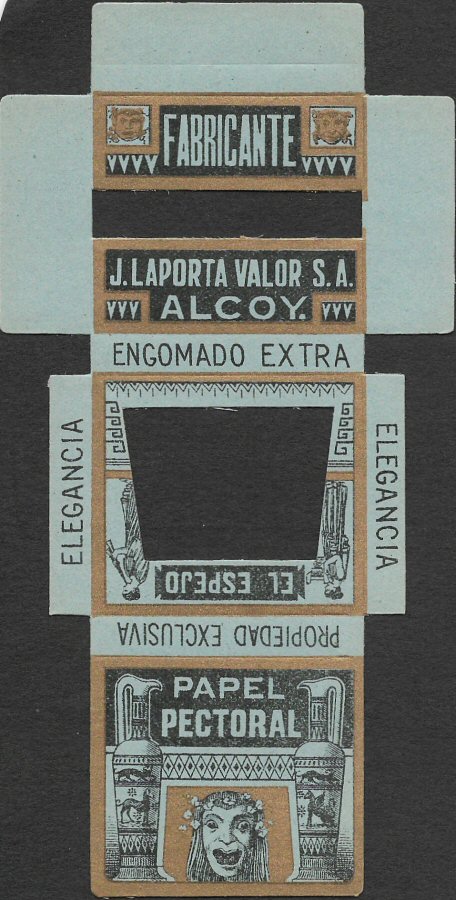 FABRICANTE
J. LAPORTA VALOR S. A.
ALCOY.
ENGOMADO EXTRA
ELEGANCIA
ELEGANCIA
EL ESPEJO
PROPIEDAD EXCLUSIVA
PAPEL
PECTORAL